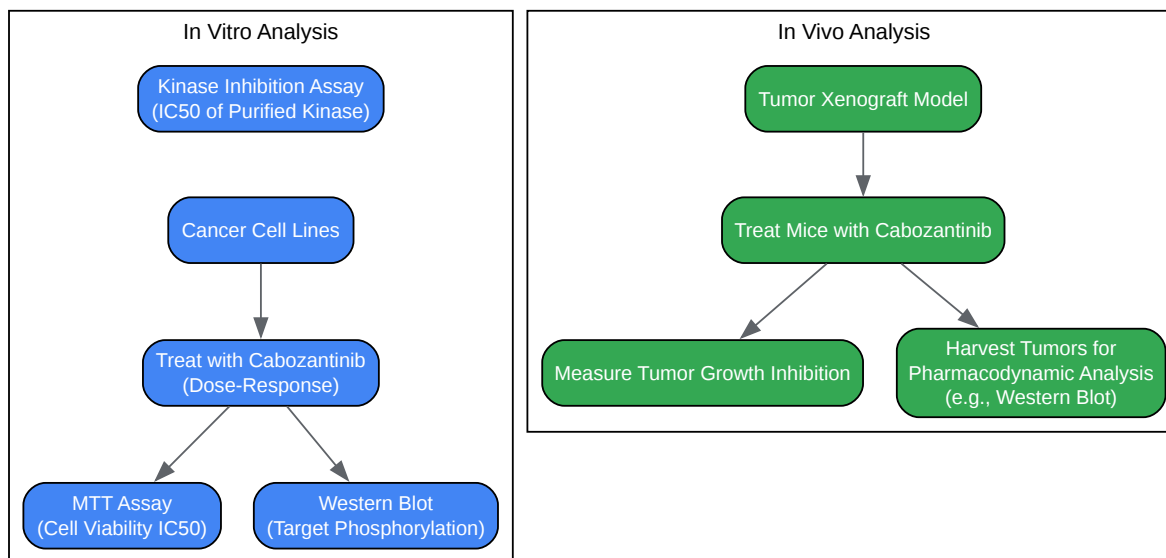 In Vitro Analysis
Kinase Inhibition Assay
(IC50 of Purified Kinase)
Cancer Cell Lines
Treat with Cabozantinib
(Dose-Response)
MTT Assay
(Cell Viability IC50)
Western Blot
(Target Phosphorylation)
In Vivo Analysis
Tumor Xenograft Model
Treat Mice with Cabozantinib
Measure Tumor Growth Inhibition
Harvest Tumors for
Pharmacodynamic Analysis
(e.g., Western Blot)